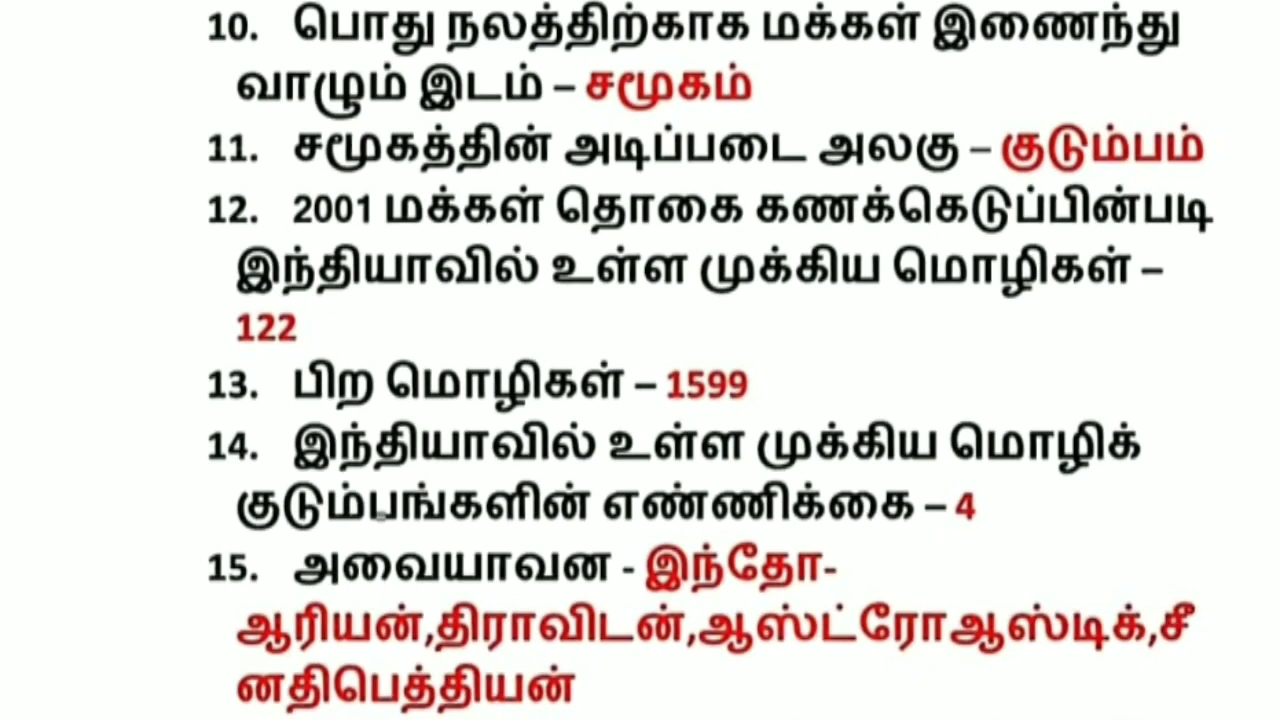 10. பொது நலத்திற்காக மக்கள் இணைந்து
வாழும் இடம் – சமூகம்
11. சமூகத்தின் அடிப்படை அலகு – குடும்பம்
12. 2001 மக்கள் தொகை கணக்கெடுப்பின்படி
இந்தியாவில் உள்ள முக்கிய மொழிகள் –
122
13. பிற மொழிகள் – 1599
14. இந்தியாவில் உள்ள முக்கிய மொழிக்
குடும்பங்களின் எண்ணிக்கை – 4
15. அவையாவன - இந்தோ-
ஆரியன்,திராவிடன்,ஆஸ்ட்ரோஆஸ்டிக்,சீ
னதிபெத்தியன்